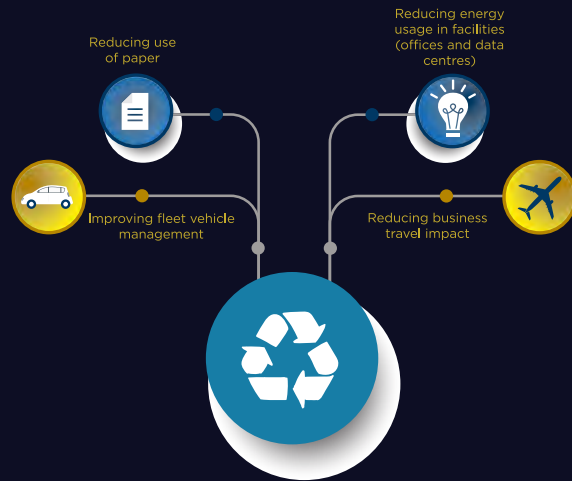 Reducing use
of paper
Reducing energy
usage in facilities
(offices and data
centres)
Improving fleet vehicle
management
Reducing business
travel impact